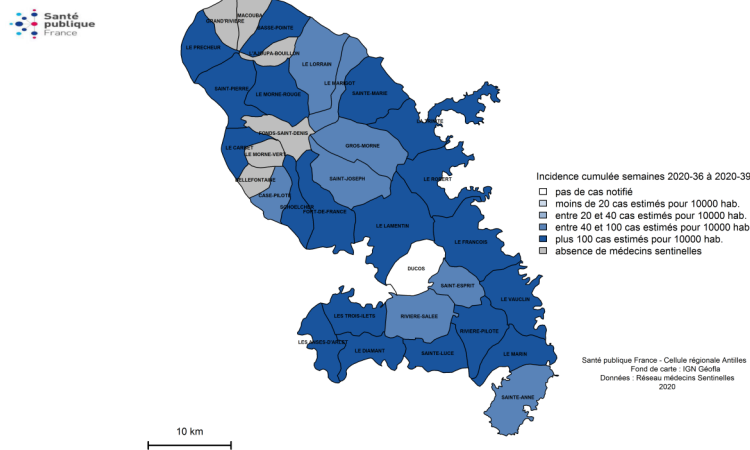 Santé
publique
France
MACOUBA
GRAND'RIVIERE
BASSE-POINTE
LE PRECHEUR
L'AJOUPA-BOUILLON
LE LORRAIN
LE MARIGOT
SAINT-PIERRE
LE MORNE-ROUGE
SAINTE-MARIE
LA TRINITE
FONDS-SAINT-DENIS
LE CARBET
GROS-MORNE
LE MORNE-VERT
BELLEFONTAINE
SAINT-JOSEPH
LE ROBERT
CASE-PILOTE
SCHOELCHER
FORT-DE-FRANCE
LE LAMENTIN
LE FRANCOIS
DUCOS
SAINT-ESPRIT
LE VAUCLIN
LES TROIS-ILETS
RIVIERE-SALEE
RIVIERE-PILOTE
LES ANSES-D'ARLET
LE DIAMANT
SAINTE-LUCE
LE MARIN
SAINTE-ANNE
Incidence cumulée semaines 2020-36 à 2020-39
pas de cas notifié
moins de 20 cas estimés pour 10000 hab.
entre 20 et 40 cas estimés pour 10000 hab.
entre 40 et 100 cas estimés pour 10000 hab
plus 100 cas estimés pour 10000 hab.
absence de médecins sentinelles
Santé publique France - Cellule régionale Antilles
Fond de carte : IGN Géofla
Données : Réseau médecins Sentinelles
2020
10 km